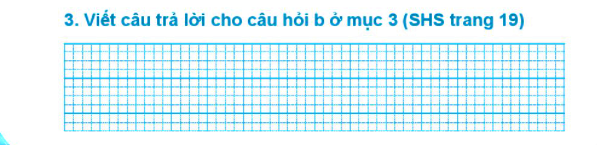 3. Viết câu trả lời cho câu hỏi b ở mục 3 (SHS trang 19)